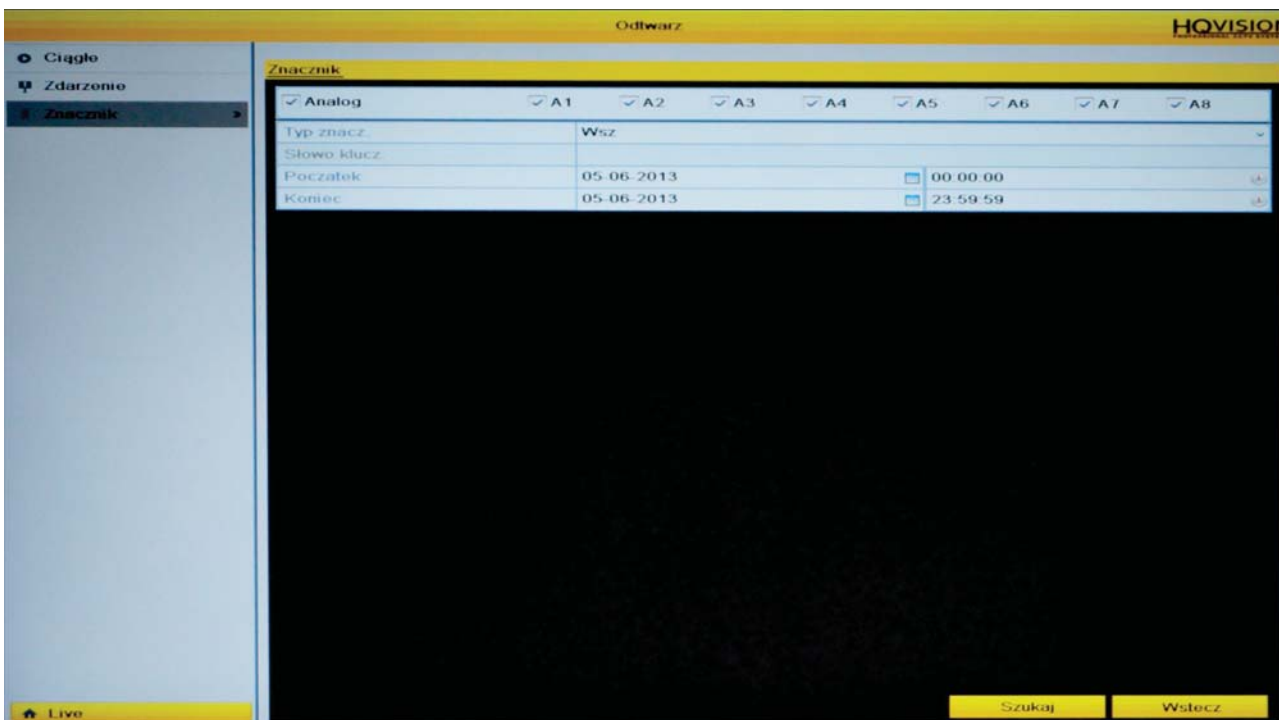 Odtwarz
HQVISION
Ciągłe
Zdarzenie
Znacznik
Znacznik
Analog A1 A2 A3 A4 A5 A6 A7 A8
Typ znacz. Wsz
Słowo klucz.
Początek 05-06-2013 00:00:00
Koniec 05-06-2013 23:59:59
Live Szukaj Wstecz